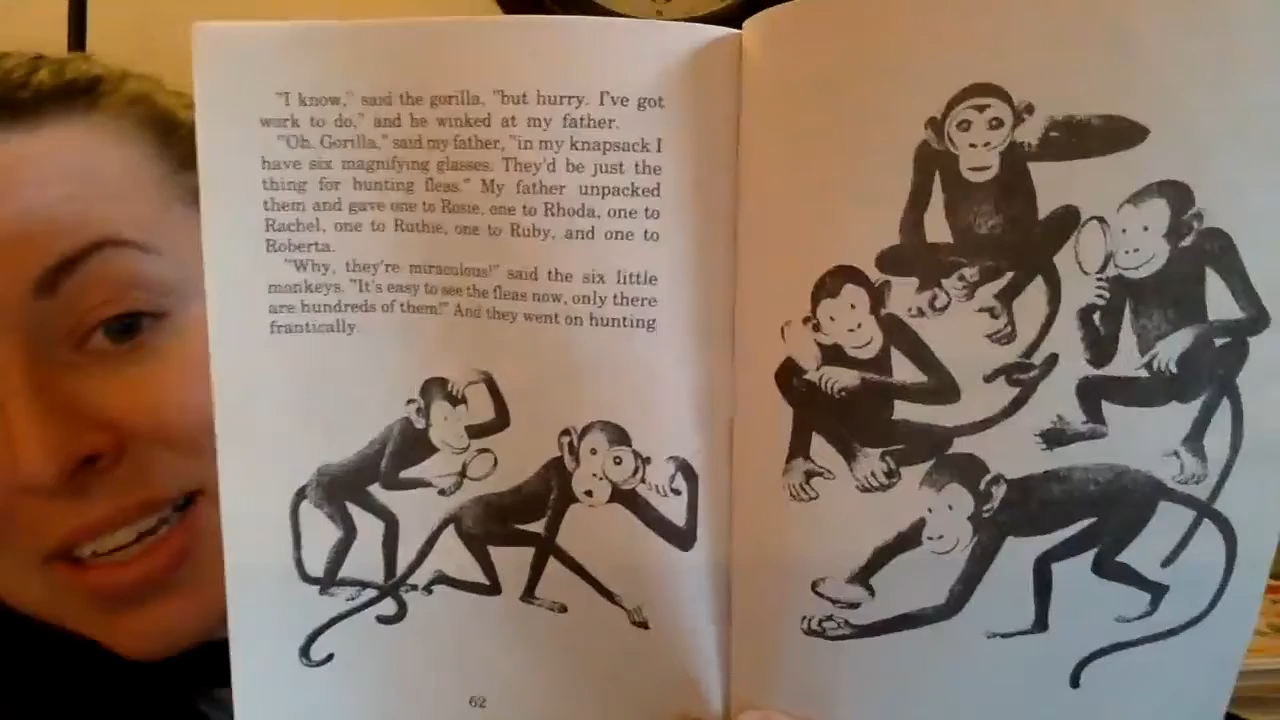 "I know," said the gorilla, "but hurry. I've got
work to do," and he winked at my father.
"Oh, Gorilla," said my father, "in my knapsack I
have six magnifying glasses. They'd be just the
thing for hunting fleas." My father unpacked
them and gave one to Rosie, one to Rhoda, one to
Rachel, one to Ruthie, one to Ruby, and one to
Roberta.
"Why, they're miraculous!" said the six little
monkeys. "It's easy to see the fleas now, only there
are hundreds of them!" And they went on hunting
frantically.
62